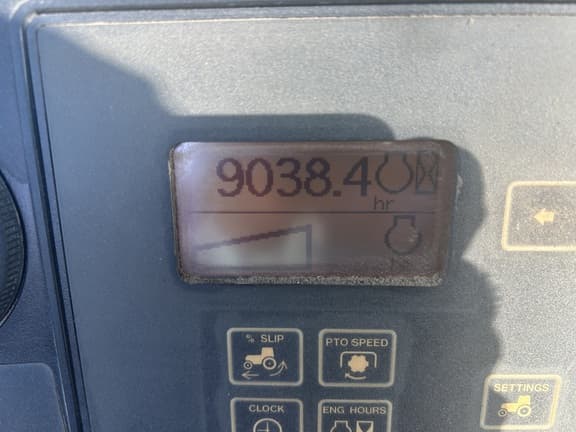 9038.4
hr
% SLIP
PTO SPEED
SETTINGS
CLOCK
ENG HOURS